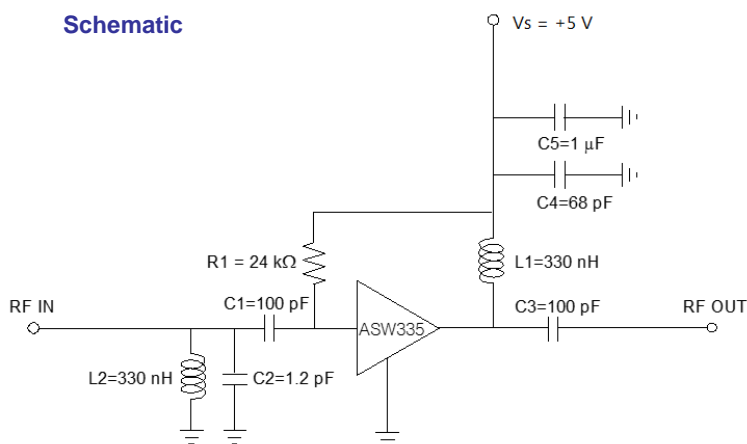 Schematic
Vs = +5 V
C5=1 μF
C4=68 pF
R1 = 24 kΩ
L1=330 nH
C1=100 pF
C3=100 pF
RF IN
RF OUT
ASW335
L2=330 nH
C2=1.2 pF